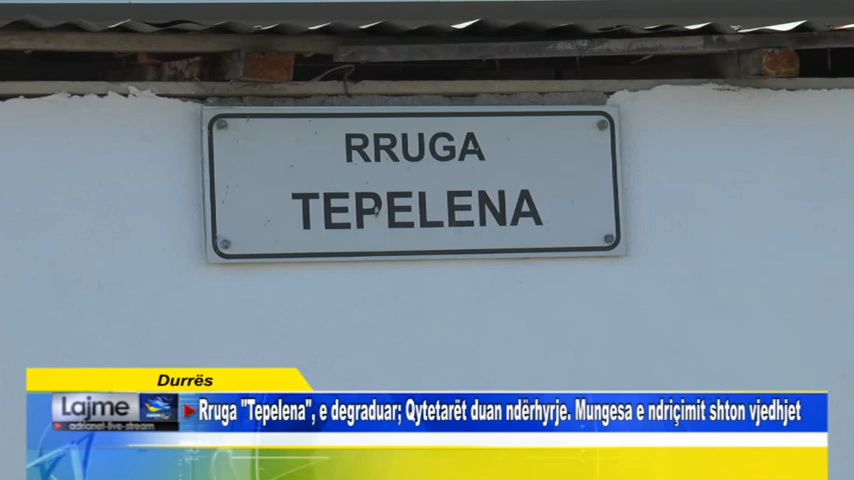 RRUGA
TEPELENA
Durrës
Lajme
Rruga "Tepelena", e degraduar; Qytetarët duan ndërhyrje. Mungesa e ndriçimit shton vjedhjet
adrianet-live-stream